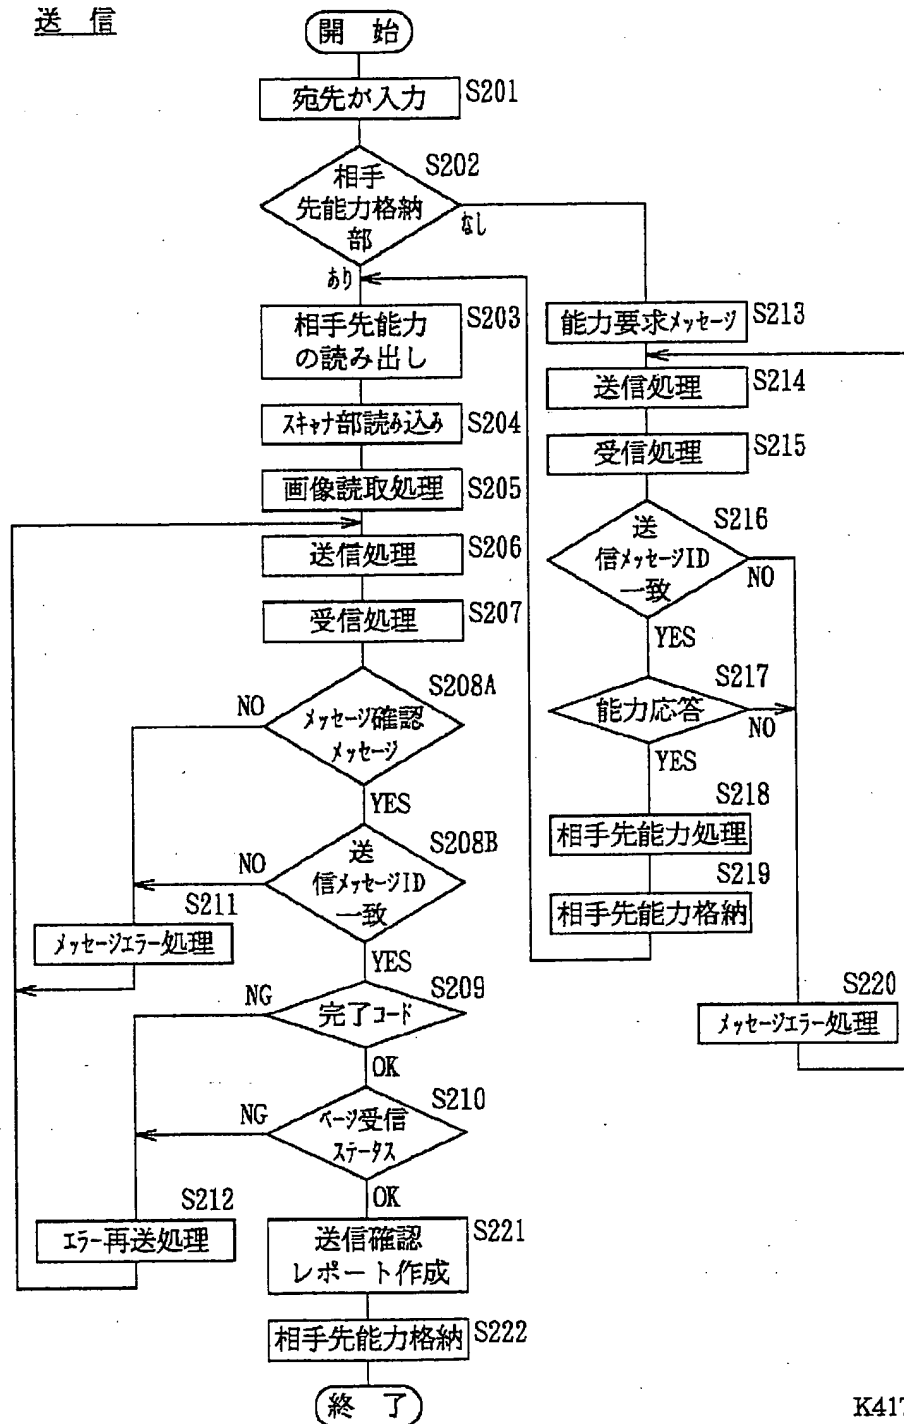 送 信
開 始
宛先が入力
S201
S202
相手
先能力格納
部
なし
あり
相手先能力
の読み出し
S203
スキャナ部読み込み
S204
画像読取処理
S205
送信処理
S206
受信処理
S207
S208A
メッセージ確認
メッセージ
NO
YES
S208B
送
信メッセージID
一致
NO
YES
S211
メッセージエラー処理
S209
完了コード
NG
OK
S210
ページ受信
ステータス
NG
OK
S212
エラー再送処理
送信確認
レポート作成
S221
相手先能力格納
S222
終 了
能力要求メッセージ
S213
送信処理
S214
受信処理
S215
S216
送
信メッセージID
一致
NO
YES
S217
能力応答
NO
YES
S218
相手先能力処理
S219
相手先能力格納
S220
メッセージエラー処理
K417